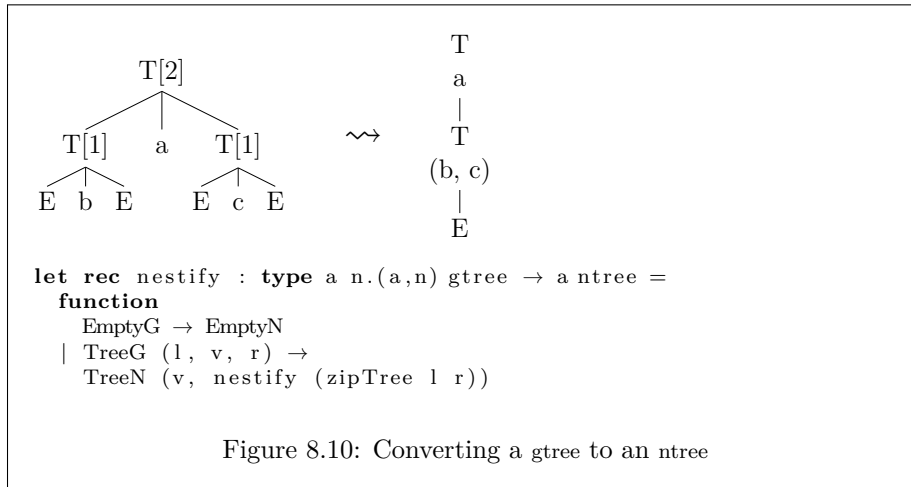 T[2]
T[1] a T[1]
E b E E c E
⇝
T
a
T
(b, c)
E
let rec nestify : type a n.(a,n) gtree → a ntree =
function
EmptyG → EmptyN
| TreeG (l, v, r) →
TreeN (v, nestify (zipTree l r))
Figure 8.10: Converting a gtree to an ntree